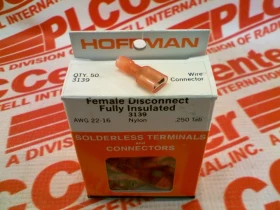 HOFFMAN
QTY. 50
3139
Wire
Connector
Female Disconnect
Fully Insulated
3139
AWG 22-16 Nylon .250 Tab
SOLDERLESS TERMINALS
and
CONNECTORS